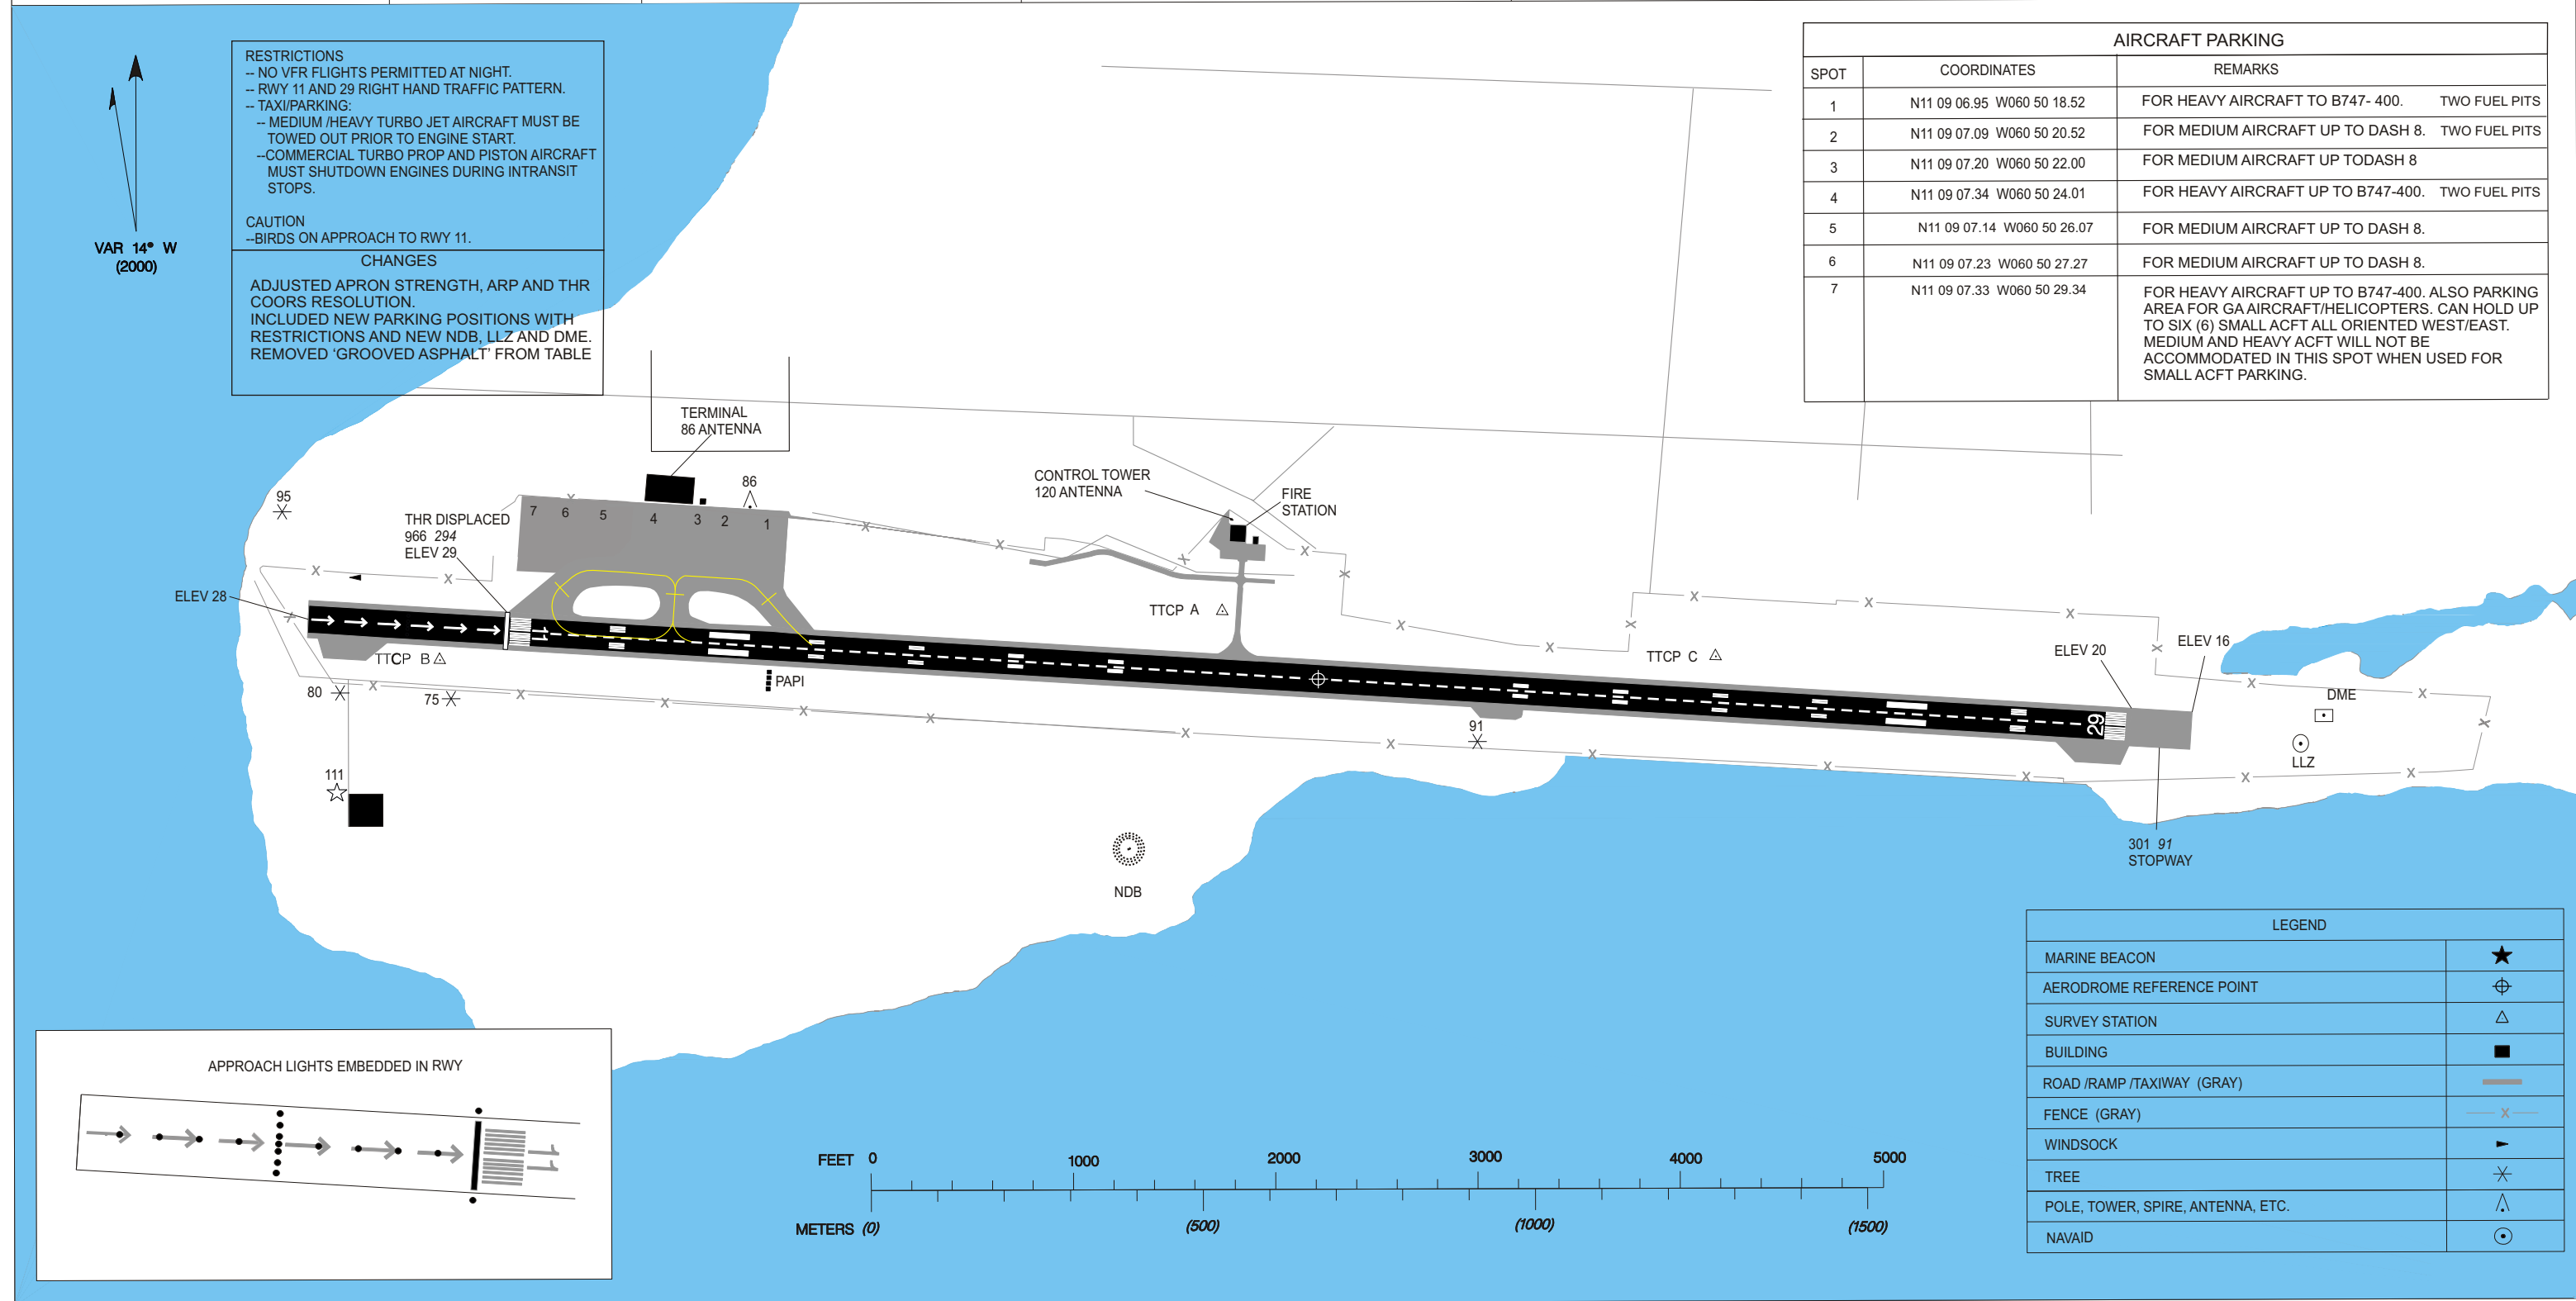 RESTRICTIONS
-- NO VFR FLIGHTS PERMITTED AT NIGHT.
-- RWY 11 AND 29 RIGHT HAND TRAFFIC PATTERN.
-- TAXI/PARKING:
-- MEDIUM /HEAVY TURBO JET AIRCRAFT MUST BE
TOWED OUT PRIOR TO ENGINE START.
--COMMERCIAL TURBO PROP AND PISTON AIRCRAFT
MUST SHUTDOWN ENGINES DURING INTRANSIT
STOPS.
CAUTION
--BIRDS ON APPROACH TO RWY 11.
CHANGES
ADJUSTED APRON STRENGTH, ARP AND THR
COORS RESOLUTION.
INCLUDED NEW PARKING POSITIONS WITH
RESTRICTIONS AND NEW NDB, LLZ AND DME.
REMOVED ‘GROOVED ASPHALT’ FROM TABLE
VAR 14° W
(2000)
AIRCRAFT PARKING
SPOT COORDINATES REMARKS
1 N11 09 06.95 W060 50 18.52 FOR HEAVY AIRCRAFT TO B747- 400. TWO FUEL PITS
2 N11 09 07.09 W060 50 20.52 FOR MEDIUM AIRCRAFT UP TO DASH 8. TWO FUEL PITS
3 N11 09 07.20 W060 50 22.00 FOR MEDIUM AIRCRAFT UP TODASH 8
4 N11 09 07.34 W060 50 24.01 FOR HEAVY AIRCRAFT UP TO B747-400. TWO FUEL PITS
5 N11 09 07.14 W060 50 26.07 FOR MEDIUM AIRCRAFT UP TO DASH 8.
6 N11 09 07.23 W060 50 27.27 FOR MEDIUM AIRCRAFT UP TO DASH 8.
7 N11 09 07.33 W060 50 29.34 FOR HEAVY AIRCRAFT UP TO B747-400. ALSO PARKING
AREA FOR GA AIRCRAFT/HELICOPTERS. CAN HOLD UP
TO SIX (6) SMALL ACFT ALL ORIENTED WEST/EAST.
MEDIUM AND HEAVY ACFT WILL NOT BE
ACCOMMODATED IN THIS SPOT WHEN USED FOR
SMALL ACFT PARKING.
TERMINAL
86 ANTENNA
95
86
7 6 5 4 3 2 1
THR DISPLACED
966 294
ELEV 29
CONTROL TOWER
120 ANTENNA
FIRE
STATION
ELEV 28
TTCP A
11
TTCP B
TTCP C
ELEV 20
ELEV 16
80
75
PAPI
91
29
DME
LLZ
111
NDB
301 91
STOPWAY
APPROACH LIGHTS EMBEDDED IN RWY
11
FEET 0 1000 2000 3000 4000 5000
METERS (0) (500) (1000) (1500)
LEGEND
MARINE BEACON
AERODROME REFERENCE POINT
SURVEY STATION
BUILDING
ROAD /RAMP /TAXIWAY (GRAY)
FENCE (GRAY)
WINDSOCK
TREE
POLE, TOWER, SPIRE, ANTENNA, ETC.
NAVAID